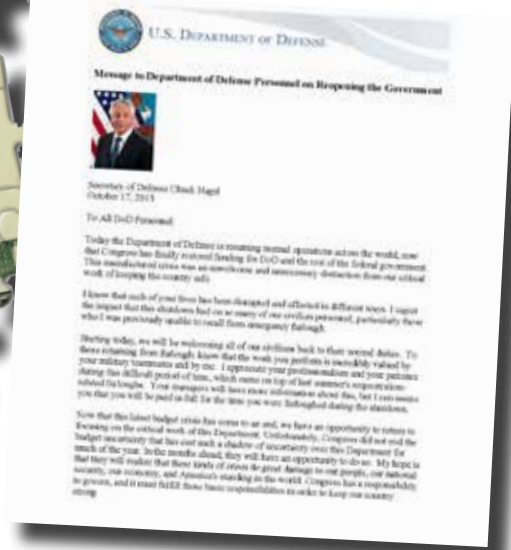 U.S. DEPARTMENT OF DEFENSE
Message to Department of Defense Personnel on Reopening the Government
Secretary of Defense Chuck Hagel
October 17, 2013
To All DoD Personnel:
Today the Department of Defense is resuming normal operations across the world, now
that Congress has finally restored funding for DoD and the rest of the federal government.
This manufactured crisis was an unwelcome and unnecessary distraction from our critical
work of keeping the country safe.
I know that each of your lives has been disrupted and affected in different ways. I regret
the impact that this shutdown had on so many of our civilian personnel, particularly those
who I was previously unable to recall from emergency furlough.
Starting today, we will be welcoming all of our civilians back to their normal duties. To
those returning from furlough: know that the work you perform is incredibly valued by
your military teammates and by me. I appreciate your professionalism and your patience
during this difficult period of time, which came on top of last summer's sequestration-
related furloughs. Your managers will have more information about this, but I can assure
you that you will be paid in full for the time you were furloughed during the shutdown.
Now that this latest budget crisis has come to an end, we have an opportunity to return to
focusing on the critical work of this Department. Unfortunately, Congress did not end the
budget uncertainty that has cast such a shadow of uncertainty over this Department for
much of the year. In the months ahead, they will have an opportunity to do so. My hope is
that they will realize that these kinds of crises do great damage to our people, our national
security, our economy, and America's standing in the world. Congress has a responsibility
to govern, and it must fulfill those basic responsibilities in order to keep our country
strong.